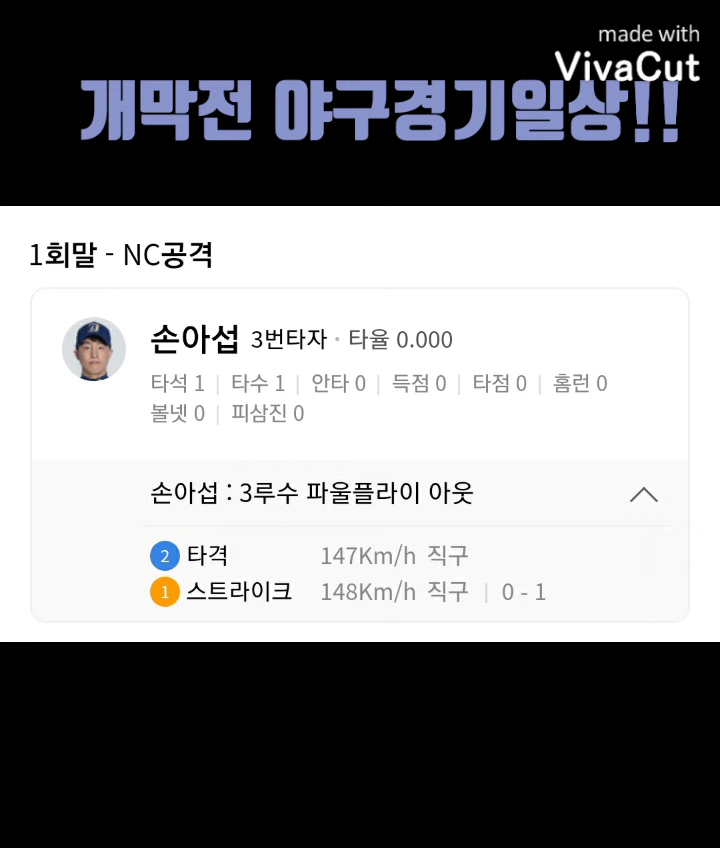 made with
VivaCut
개막전 야구경기일상!!
1회말 - NC공격
손아섭 3번타자 · 타율 0.000
타석 1 | 타수 1 | 안타 0 | 득점 0 | 타점 0 | 홈런 0
볼넷 0 | 피삼진 0
손아섭 : 3루수 파울플라이 아웃
2 타격 147Km/h 직구
1 스트라이크 148Km/h 직구 | 0 - 1